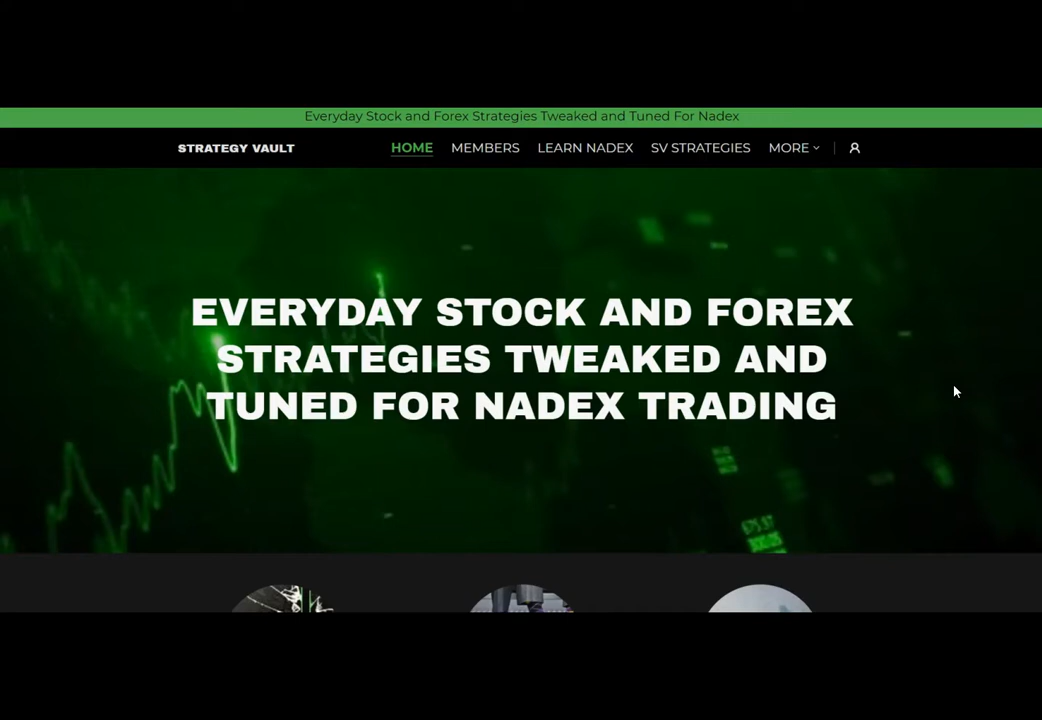 Everyday Stock and Forex Strategies Tweaked and Tuned For Nadex
STRATEGY VAULT
HOME
MEMBERS
LEARN NADEX
SV STRATEGIES
MORE
EVERYDAY STOCK AND FOREX
STRATEGIES TWEAKED AND
TUNED FOR NADEX TRADING